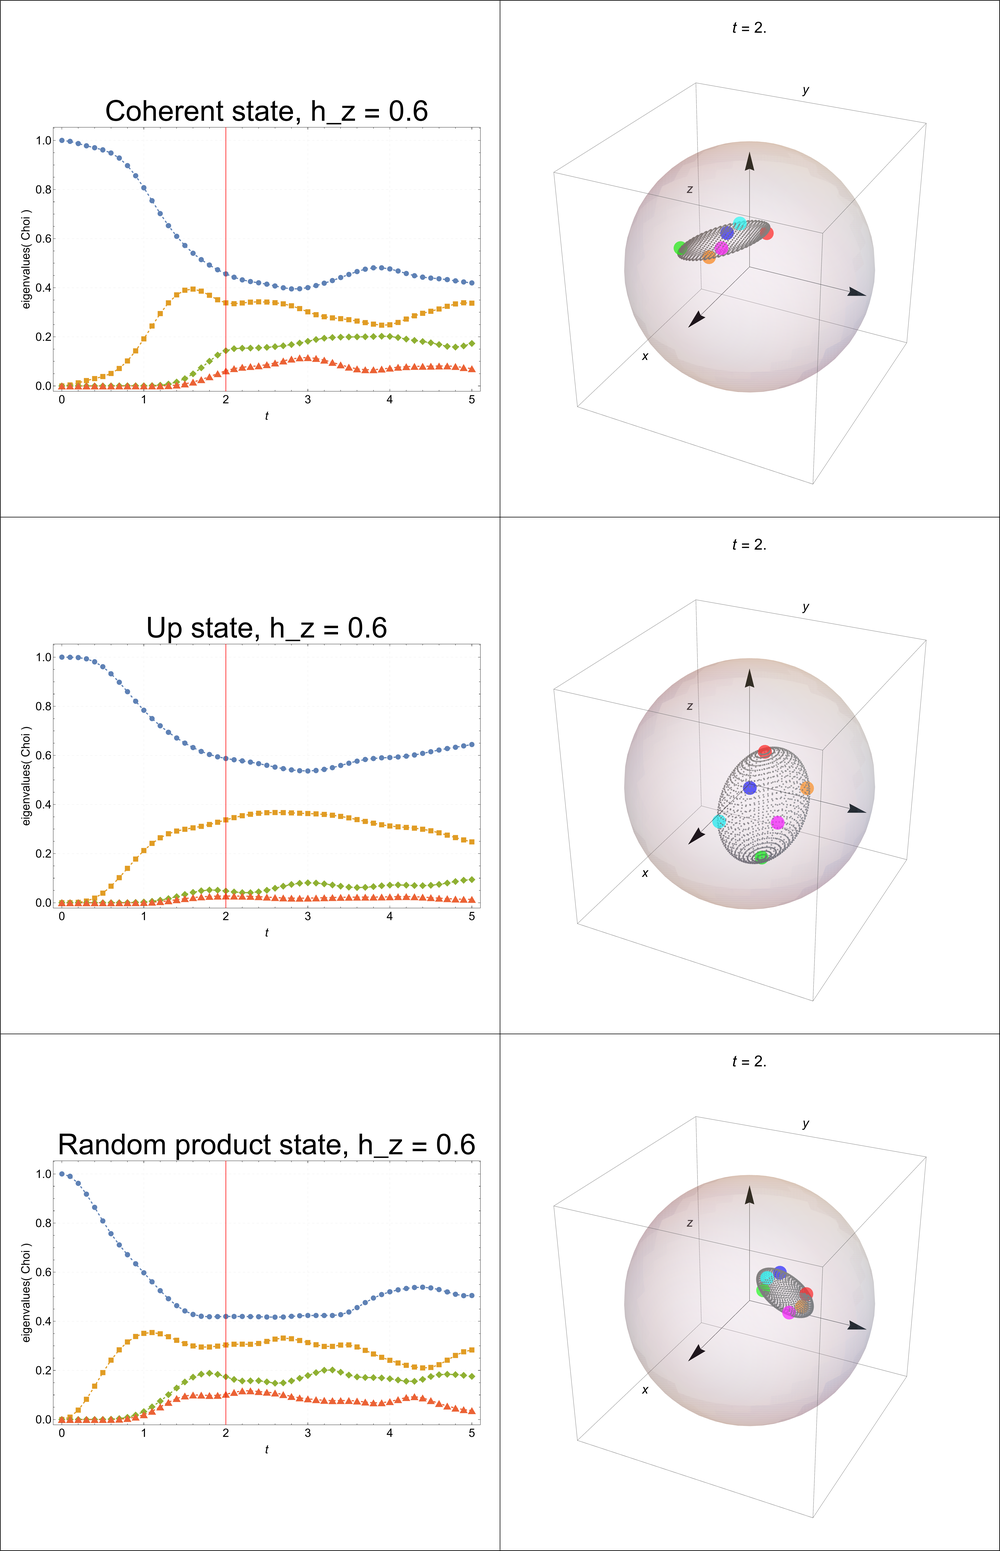 Coherent state, h_z = 0.6
eigenvalues( Choi )
1.0
0.8
0.6
0.4
0.2
0.0
0 1 2 3 4 5
t
t = 2.
y
z
x
Up state, h_z = 0.6
eigenvalues( Choi )
1.0
0.8
0.6
0.4
0.2
0.0
0 1 2 3 4 5
t
t = 2.
y
z
x
Random product state, h_z = 0.6
eigenvalues( Choi )
1.0
0.8
0.6
0.4
0.2
0.0
0 1 2 3 4 5
t
t = 2.
y
z
x